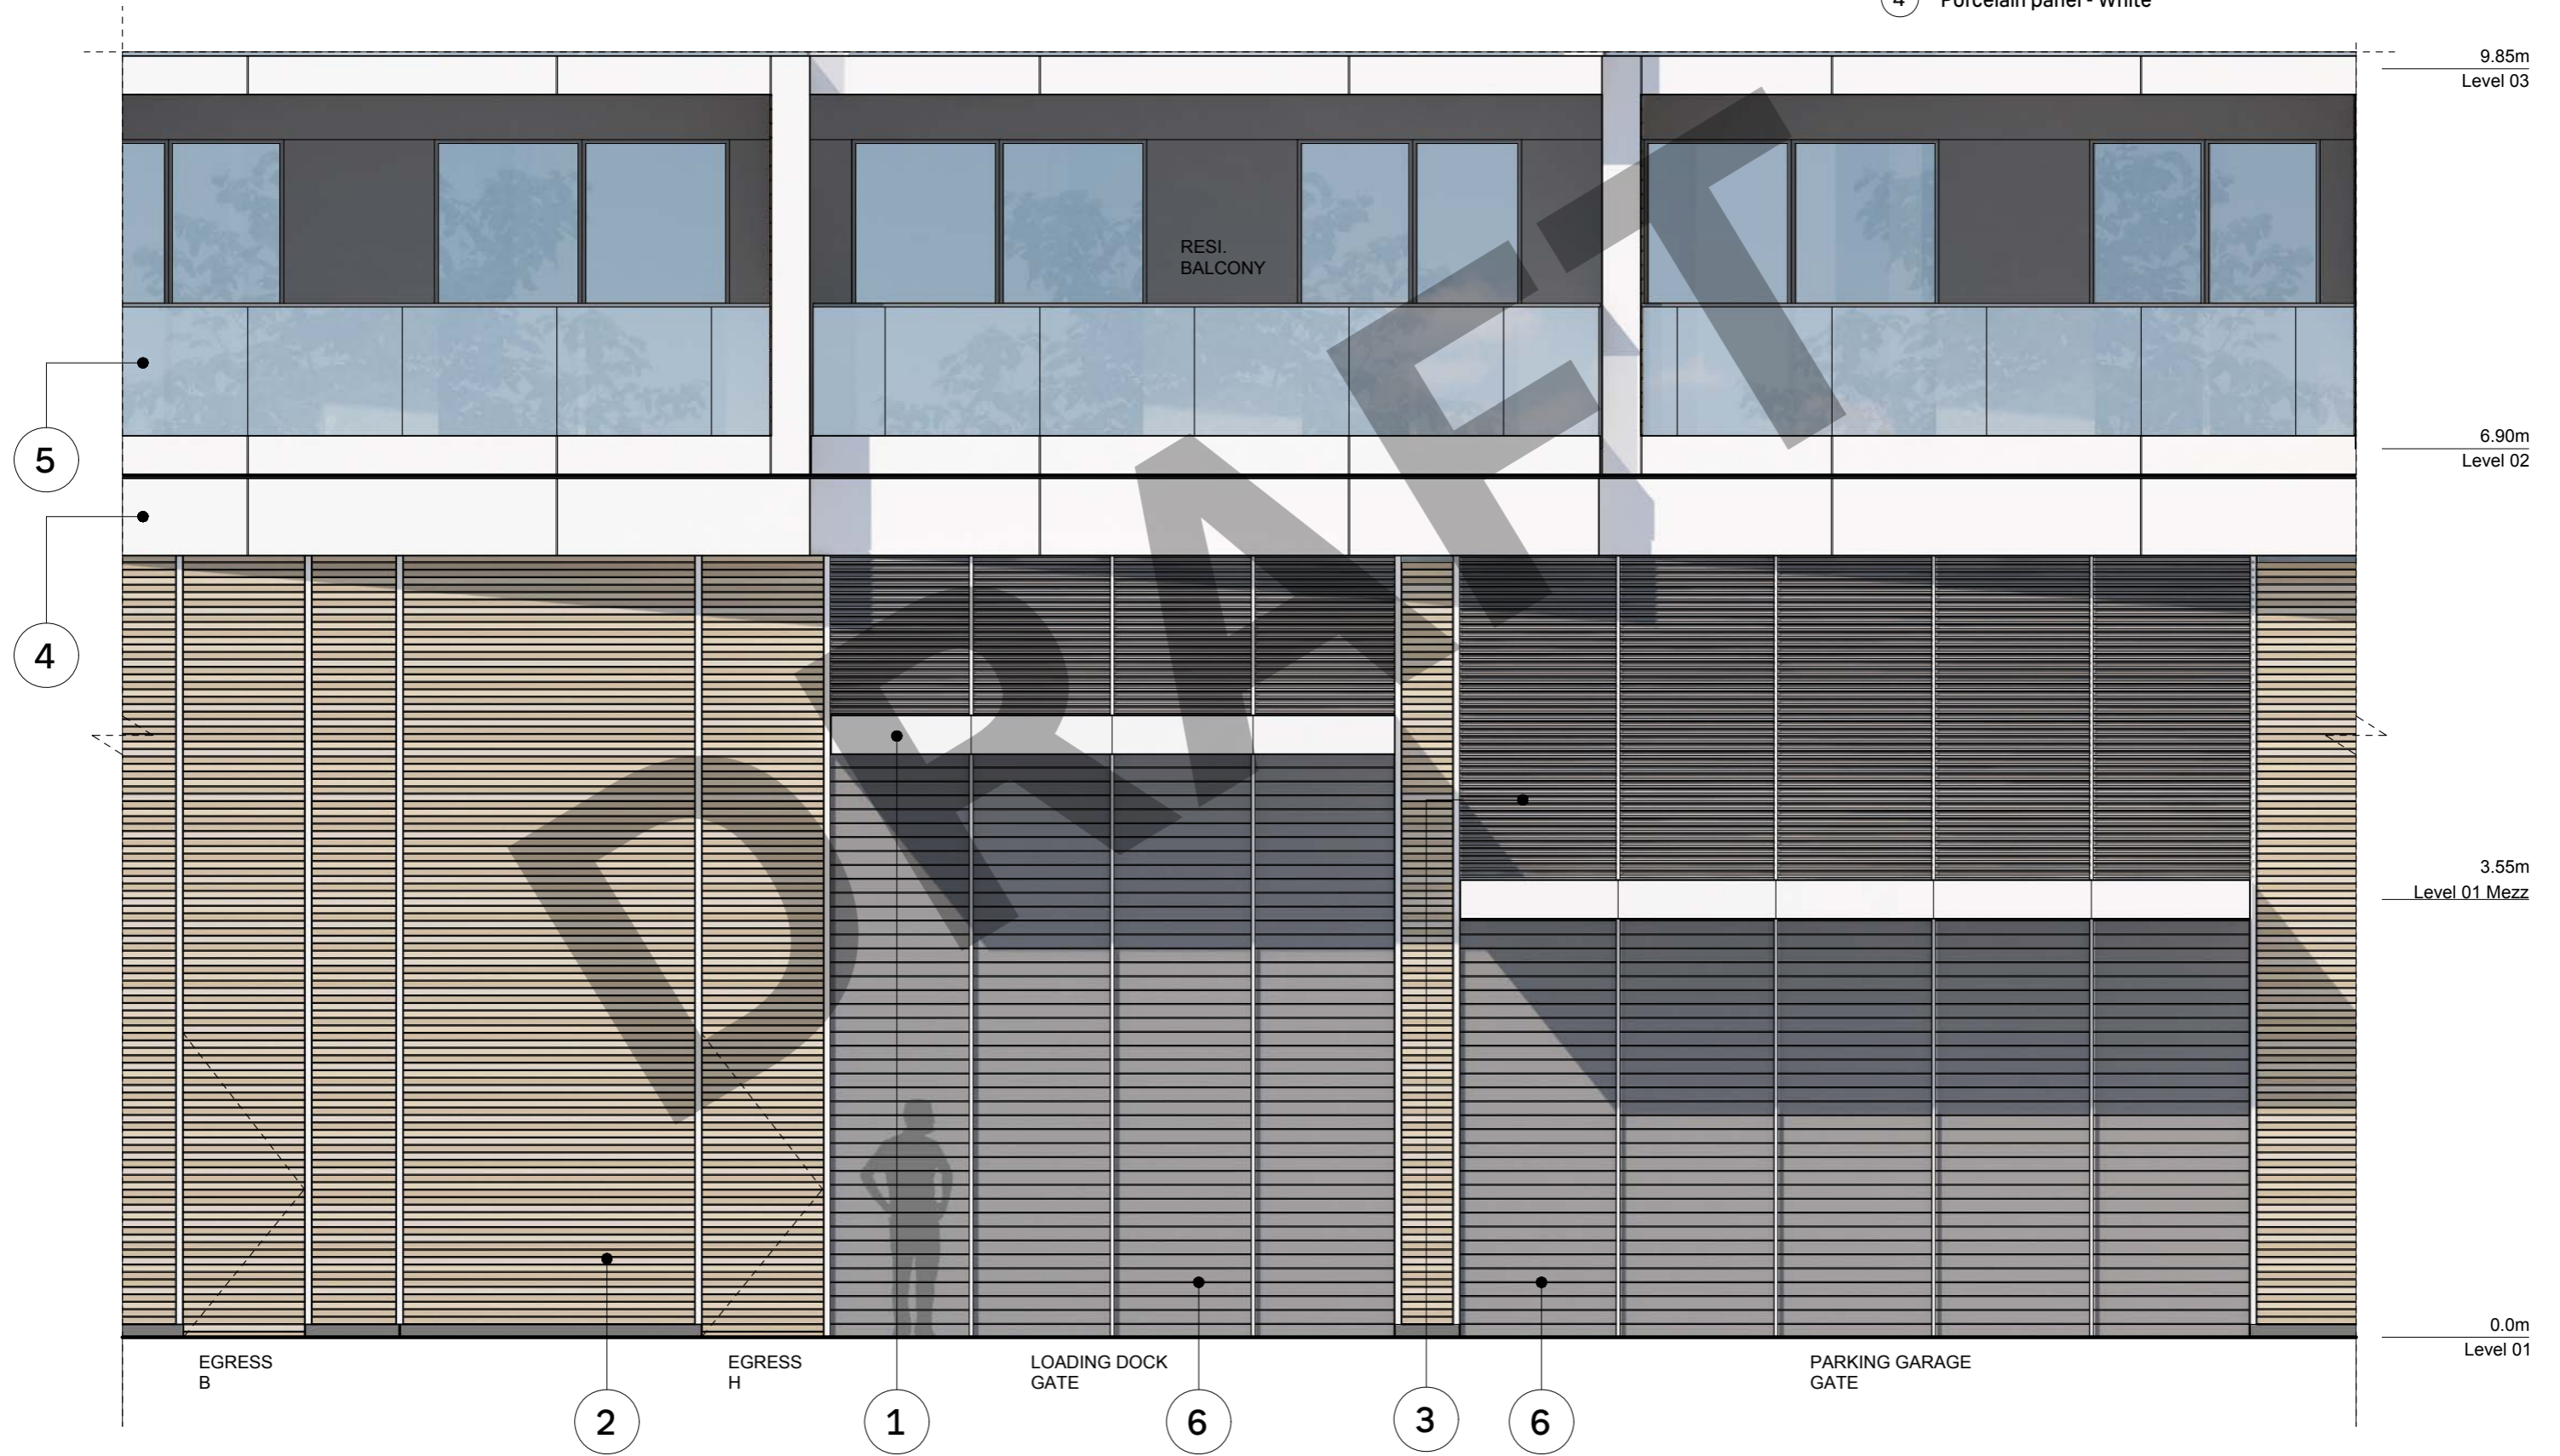 4 Porcelain panel - White
9.85m
Level 03
RESI.
BALCONY
5
6.90m
Level 02
4
DRAFT
3.55m
Level 01 Mezz
0.0m
Level 01
EGRESS
B
EGRESS
H
LOADING DOCK
GATE
PARKING GARAGE
GATE
2
1
6
3
6